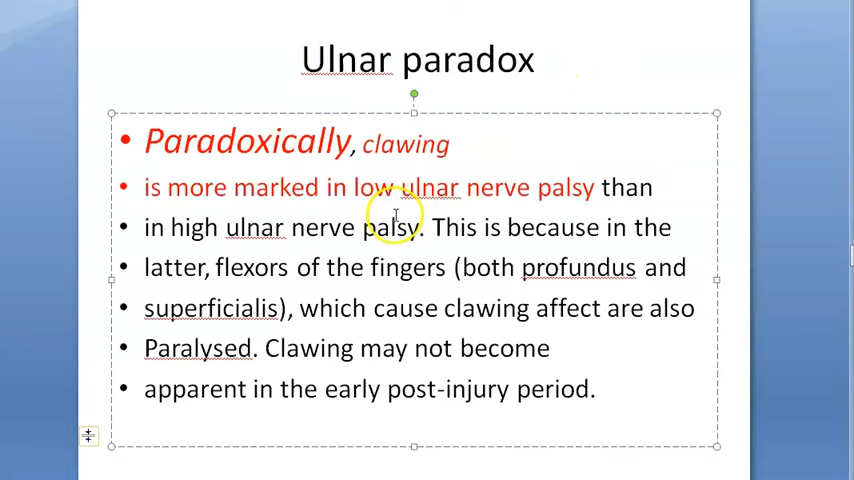 Ulnar paradox
• Paradoxically, clawing
• is more marked in low ulnar nerve palsy than
• in high ulnar nerve palsy. This is because in the
• latter, flexors of the fingers (both profundus and
• superficialis), which cause clawing affect are also
• Paralysed. Clawing may not become
• apparent in the early post-injury period.